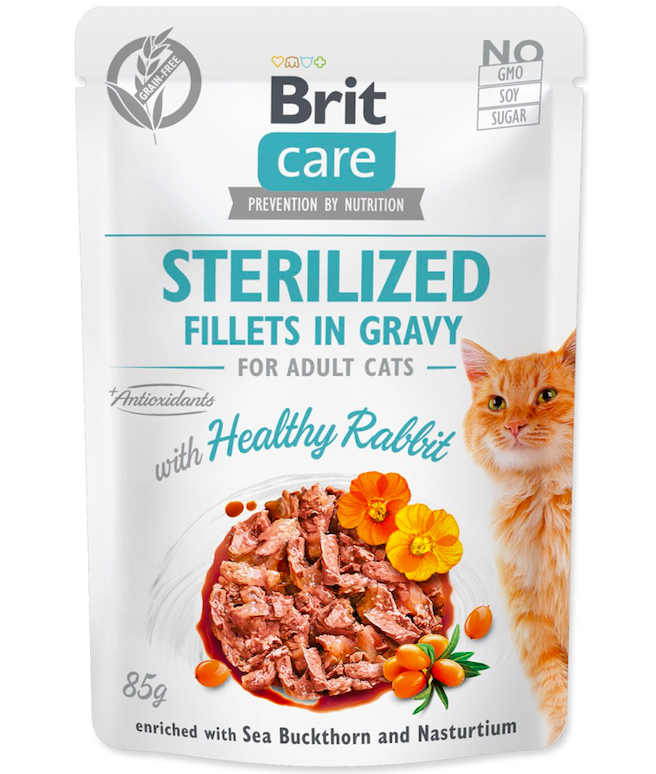 GRAIN-FREE
NO
GMO
SOY
SUGAR
Brit
care
PREVENTION BY NUTRITION
STERILIZED
FILLETS IN GRAVY
FOR ADULT CATS
+Antioxidants
with Healthy Rabbit
85g
enriched with Sea Buckthorn and Nasturtium